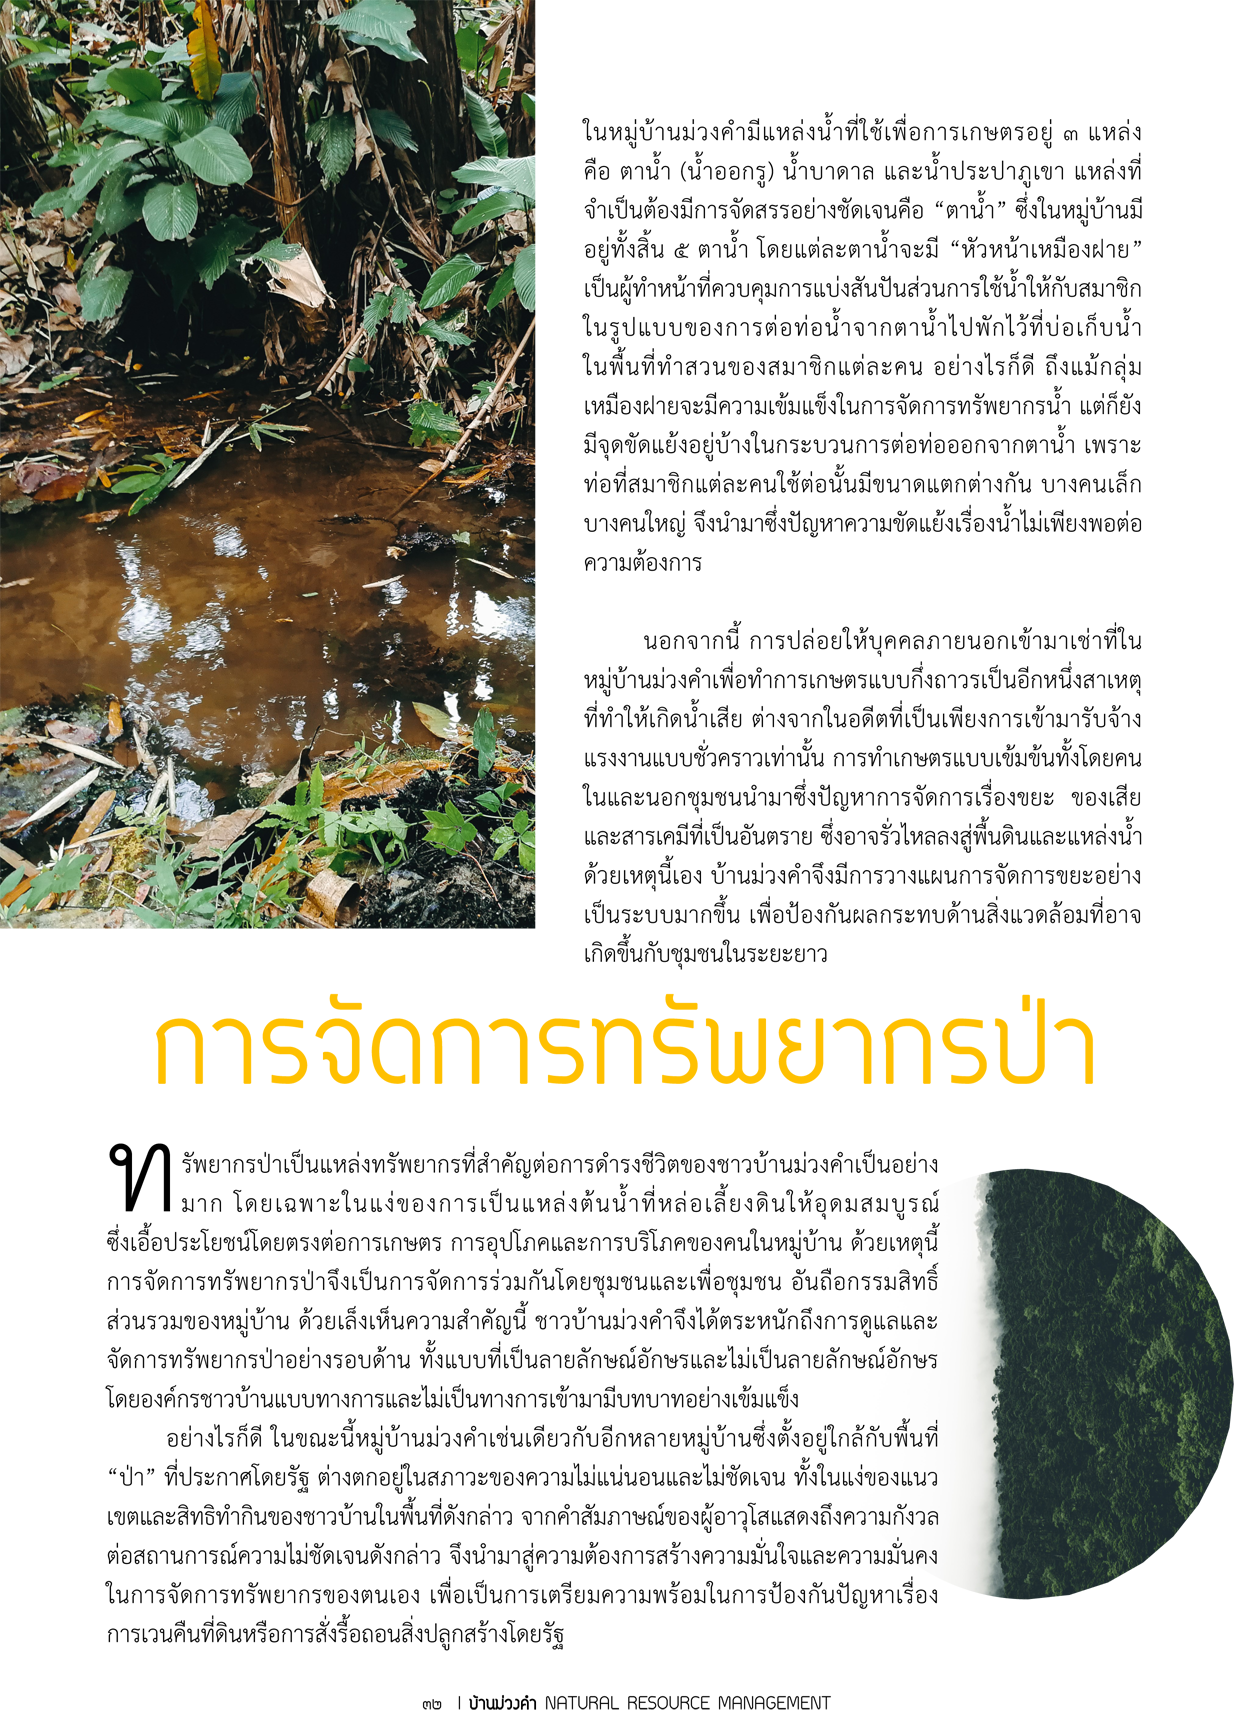 ในหมู่บ้านม่วงคำมีแหล่งน้ำที่ใช้เพื่อการเกษตรอยู่ ๓ แหล่ง
คือ ตาน้ำ (น้ำออกรู) น้ำบาดาล และน้ำประปาภูเขา แหล่งที่
จำเป็นต้องมีการจัดสรรอย่างชัดเจนคือ “ตาน้ำ” ซึ่งในหมู่บ้านมี
อยู่ทั้งสิ้น ๕ ตาน้ำ โดยแต่ละตาน้ำจะมี “หัวหน้าเหมืองฝาย”
เป็นผู้ทำหน้าที่ควบคุมการแบ่งสันปันส่วนการใช้น้ำให้กับสมาชิก
ในรูปแบบของการต่อท่อน้ำจากตาน้ำไปพักไว้ที่บ่อเก็บน้ำ
ในพื้นที่ทำสวนของสมาชิกแต่ละคน อย่างไรก็ดี ถึงแม้กลุ่ม
เหมืองฝายจะมีความเข้มแข็งในการจัดการทรัพยากรน้ำ แต่ก็ยัง
มีจุดขัดแย้งอยู่บ้างในกระบวนการต่อท่อออกจากตาน้ำ เพราะ
ท่อที่สมาชิกแต่ละคนใช้ต่อนั้นมีขนาดแตกต่างกัน บางคนเล็ก
บางคนใหญ่ จึงนำมาซึ่งปัญหาความขัดแย้งเรื่องน้ำไม่เพียงพอต่อ
ความต้องการ
นอกจากนี้ การปล่อยให้บุคคลภายนอกเข้ามาเช่าที่ใน
หมู่บ้านม่วงคำเพื่อทำการเกษตรแบบกึ่งถาวรเป็นอีกหนึ่งสาเหตุ
ที่ทำให้เกิดน้ำเสีย ต่างจากในอดีตที่เป็นเพียงการเข้ามารับจ้าง
แรงงานแบบชั่วคราวเท่านั้น การทำเกษตรแบบเข้มข้นทั้งโดยคน
ในและนอกชุมชนนำมาซึ่งปัญหาการจัดการเรื่องขยะ ของเสีย
และสารเคมีที่เป็นอันตราย ซึ่งอาจรั่วไหลลงสู่พื้นดินและแหล่งน้ำ
ด้วยเหตุนี้เอง บ้านม่วงคำจึงมีการวางแผนการจัดการขยะอย่าง
เป็นระบบมากขึ้น เพื่อป้องกันผลกระทบด้านสิ่งแวดล้อมที่อาจ
เกิดขึ้นกับชุมชนในระยะยาว
การจัดการทรัพยากรป่า
ทรัพยากรป่าเป็นแหล่งทรัพยากรที่สำคัญต่อการดำรงชีวิตของชาวบ้านม่วงคำเป็นอย่าง
มาก โดยเฉพาะในแง่ของการเป็นแหล่งต้นน้ำที่หล่อเลี้ยงดินให้อุดมสมบูรณ์
ซึ่งเอื้อประโยชน์โดยตรงต่อการเกษตร การอุปโภคและการบริโภคของคนในหมู่บ้าน ด้วยเหตุนี้
การจัดการทรัพยากรป่าจึงเป็นการจัดการร่วมกันโดยชุมชนและเพื่อชุมชน อันถือกรรมสิทธิ์
ส่วนรวมของหมู่บ้าน ด้วยเล็งเห็นความสำคัญนี้ ชาวบ้านม่วงคำจึงได้ตระหนักถึงการดูแลและ
จัดการทรัพยากรป่าอย่างรอบด้าน ทั้งแบบที่เป็นลายลักษณ์อักษรและไม่เป็นลายลักษณ์อักษร
โดยองค์กรชาวบ้านแบบทางการและไม่เป็นทางการเข้ามามีบทบาทอย่างเข้มแข็ง
อย่างไรก็ดี ในขณะนี้หมู่บ้านม่วงคำเช่นเดียวกับอีกหลายหมู่บ้านซึ่งตั้งอยู่ใกล้กับพื้นที่
“ป่า” ที่ประกาศโดยรัฐ ต่างตกอยู่ในสภาวะของความไม่แน่นอนและไม่ชัดเจน ทั้งในแง่ของแนว
เขตและสิทธิทำกินของชาวบ้านในพื้นที่ดังกล่าว จากคำสัมภาษณ์ของผู้อาวุโสแสดงถึงความกังวล
ต่อสถานการณ์ความไม่ชัดเจนดังกล่าว จึงนำมาสู่ความต้องการสร้างความมั่นใจและความมั่นคง
ในการจัดการทรัพยากรของตนเอง เพื่อเป็นการเตรียมความพร้อมในการป้องกันปัญหาเรื่อง
การเวนคืนที่ดินหรือการสั่งรื้อถอนสิ่งปลูกสร้างโดยรัฐ
๓๒ | บ้านม่วงคำ NATURAL RESOURCE MANAGEMENT